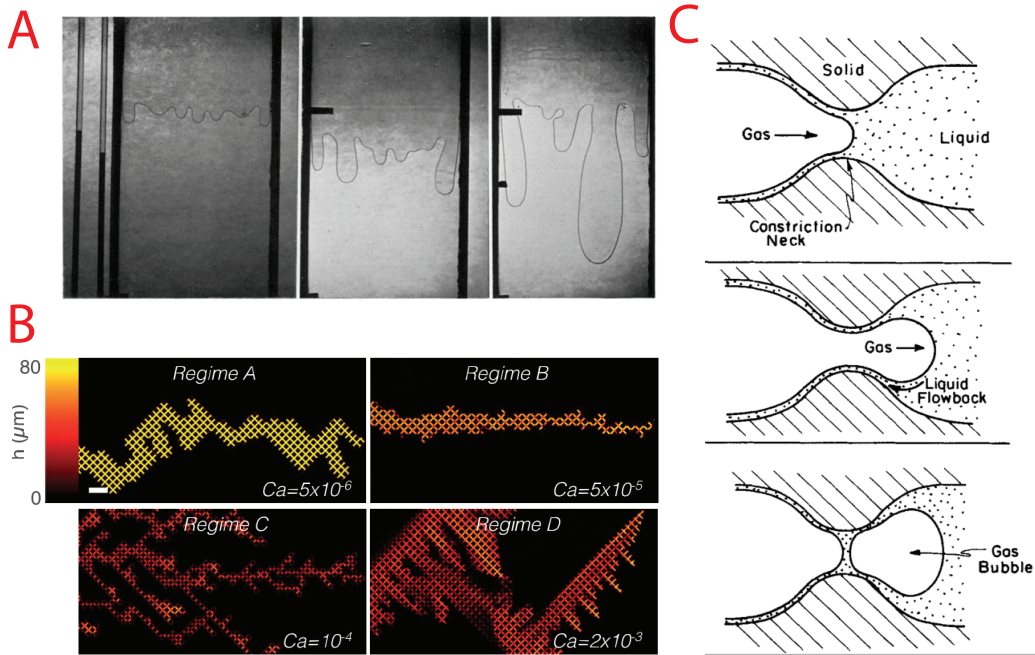 A
B
80
h (μm)
0
Regime A
Ca=5x10⁻⁶
Regime B
Ca=5x10⁻⁵
Regime C
Ca=10⁻⁴
Regime D
Ca=2x10⁻³
C
Solid
Gas
Liquid
Constriction
Neck
Gas
Liquid
Flowback
Gas
Bubble